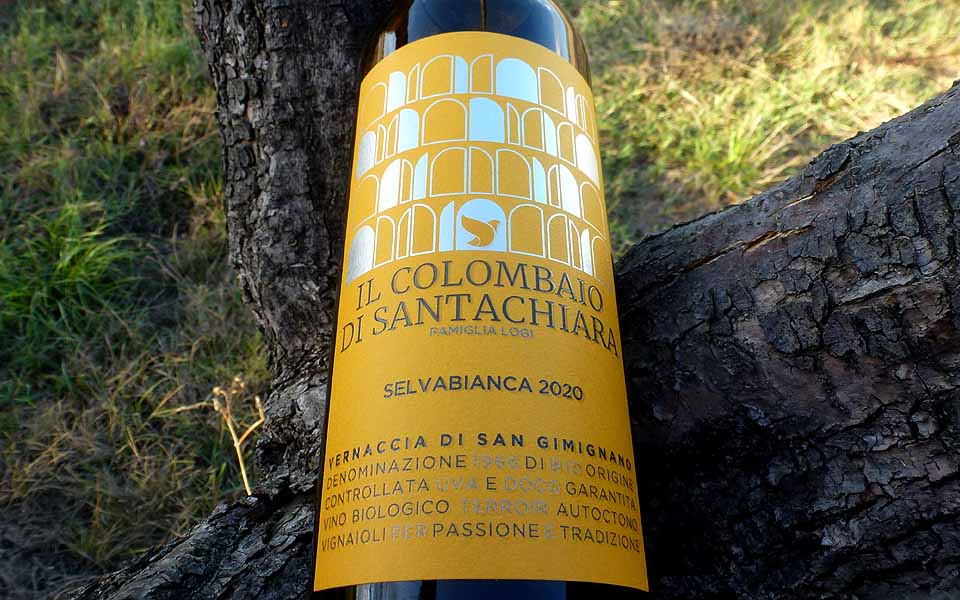 IL COLOMBAIO
DI SANTACHIARA
FAMIGLIA LOGI
SELVABIANCA 2020
VERNACCIA DI SAN GIMIGNANO
DENOMINAZIONE 1966 DI BIO ORIGINE
CONTROLLATA UVA E DOCG GARANTITA
VINO BIOLOGICO TERROIR AUTOCTONO
VIGNAIOLI PER PASSIONE E TRADIZIONE